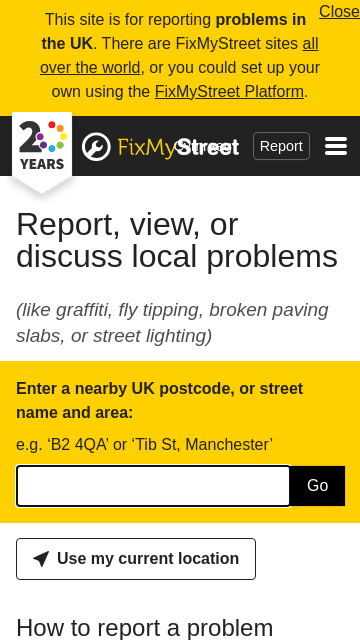 Close
This site is for reporting problems in
the UK. There are FixMyStreet sites all
over the world, or you could set up your
own using the FixMyStreet Platform.
20
YEARS
FixMyStreet
Report
Report, view, or
discuss local problems
(like graffiti, fly tipping, broken paving
slabs, or street lighting)
Enter a nearby UK postcode, or street
name and area:
e.g. ‘B2 4QA’ or ‘Tib St, Manchester’
Go
Use my current location
How to report a problem